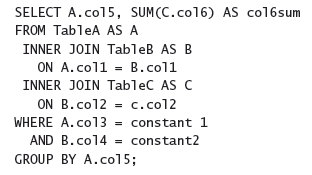 SELECT A.col5, SUM(C.col6) AS col6sum
FROM TableA AS A
INNER JOIN TableB AS B
ON A.col1 = B.col1
INNER JOIN TableC AS C
ON B.col2 = c.col2
WHERE A.col3 = constant 1
AND B.col4 = constant2
GROUP BY A.col5;